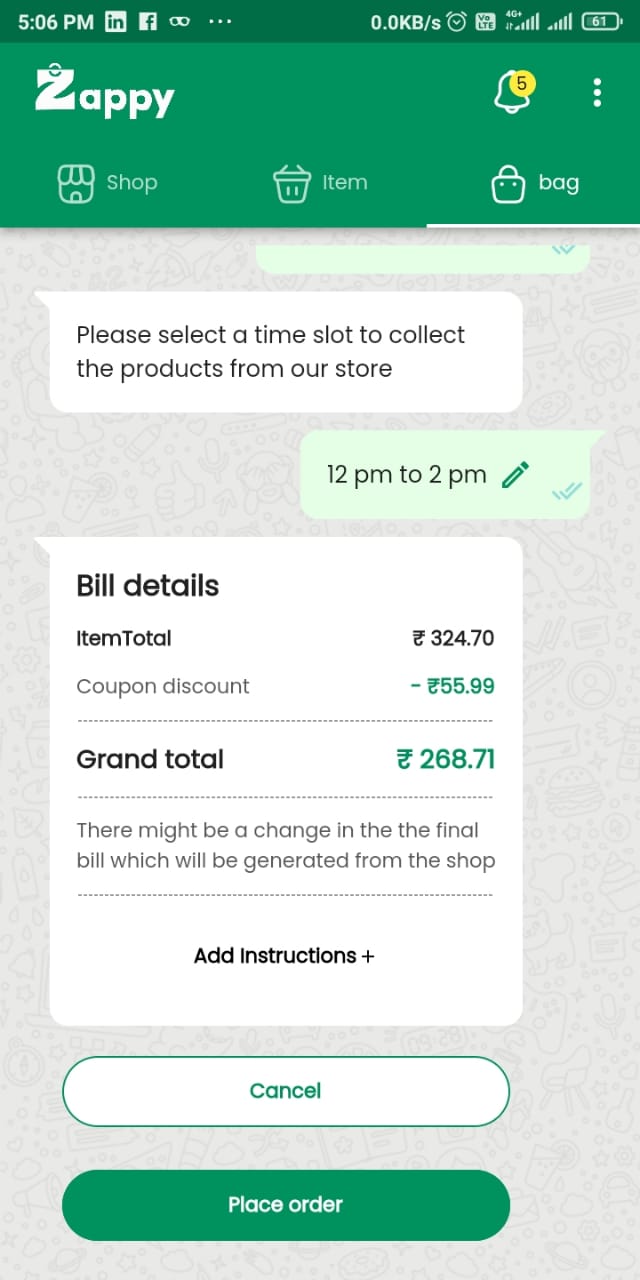 5:06 PM in f ... 0.0KB/s Vo LTE 4G+ 61
Zappy 5
Shop Item bag
Please select a time slot to collect
the products from our store
12 pm to 2 pm
Bill details
ItemTotal ₹ 324.70
Coupon discount - ₹55.99
Grand total ₹ 268.71
There might be a change in the the final
bill which will be generated from the shop
Add Instructions +
Cancel
Place order